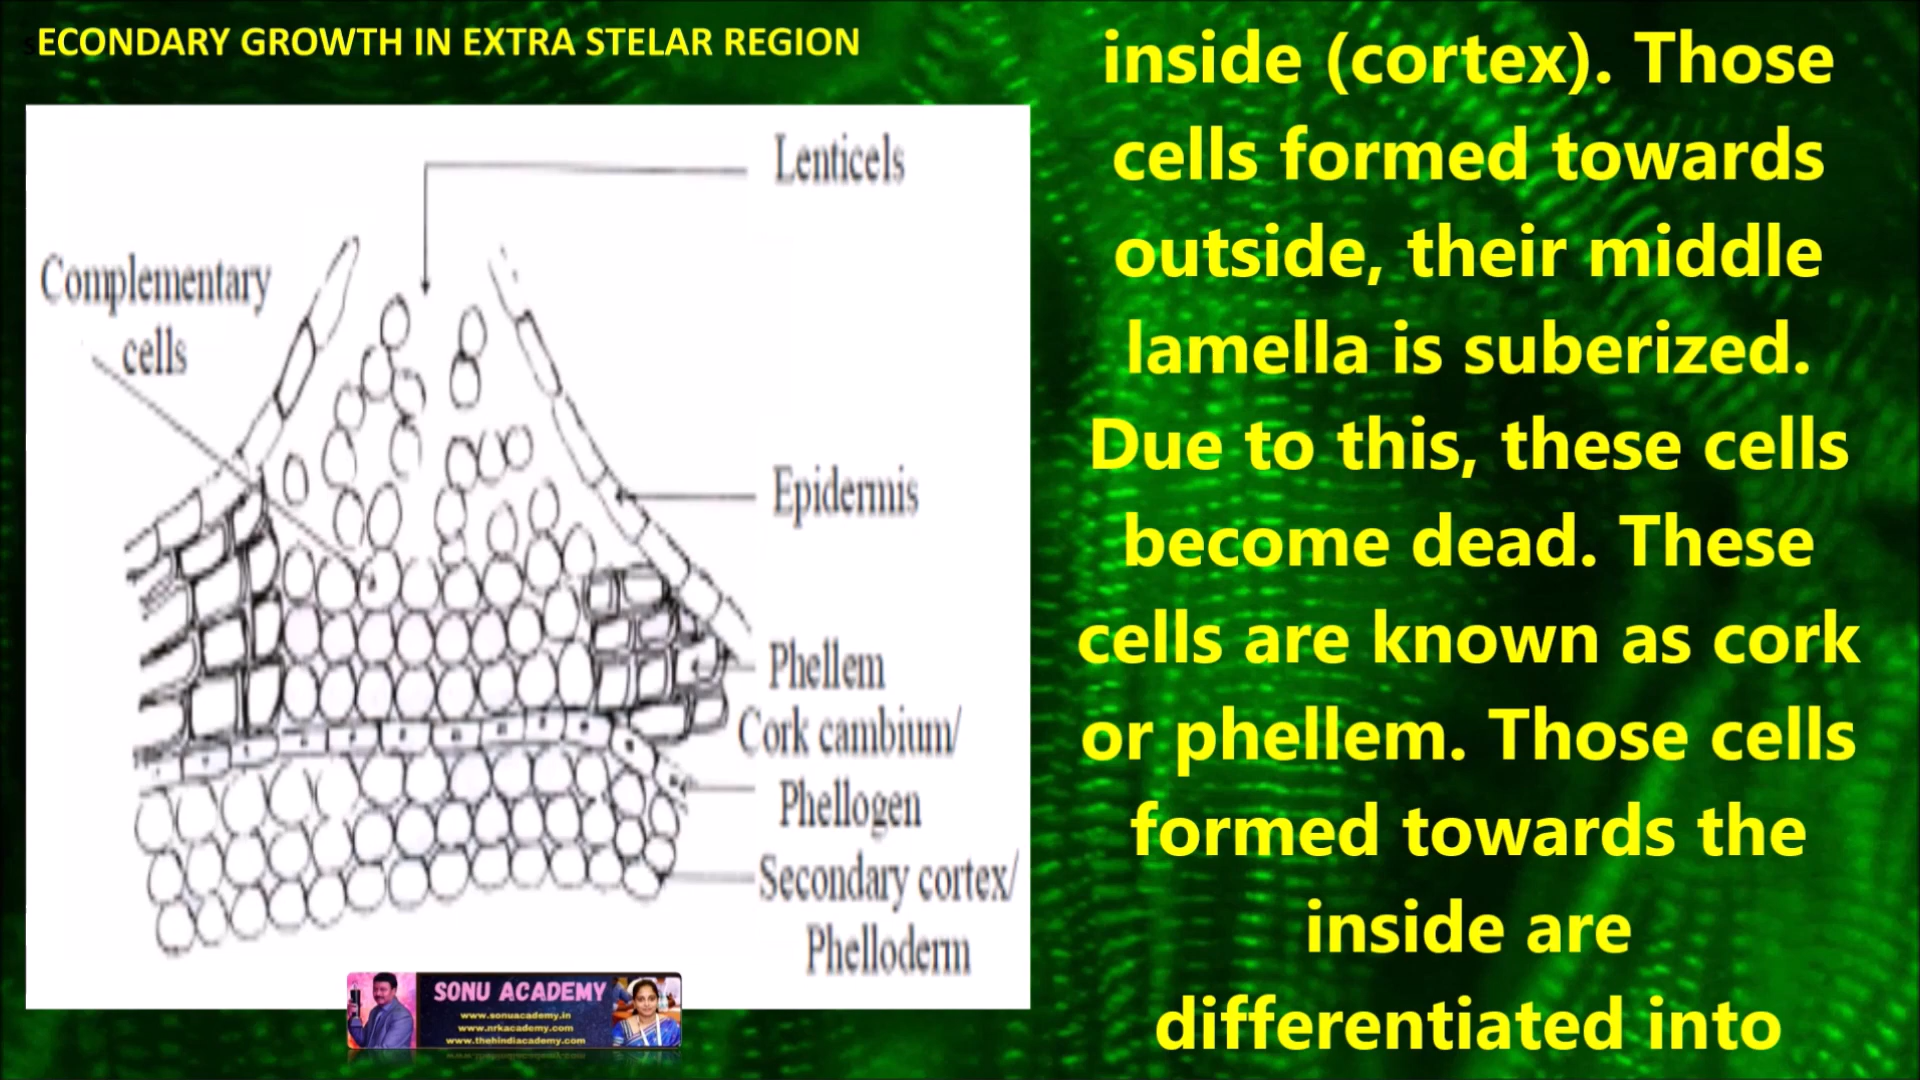 SECONDARY GROWTH IN EXTRA STELAR REGION
Lenticels
Complementary
cells
Epidermis
Phellem
Cork cambium/
Phellogen
Secondary cortex/
Phelloderm
SONU ACADEMY
www.sonuacademy.in
www.nrkacademy.com
www.thehindiacademy.com
inside (cortex). Those
cells formed towards
outside, their middle
lamella is suberized.
Due to this, these cells
become dead. These
cells are known as cork
or phellem. Those cells
formed towards the
inside are
differentiated into